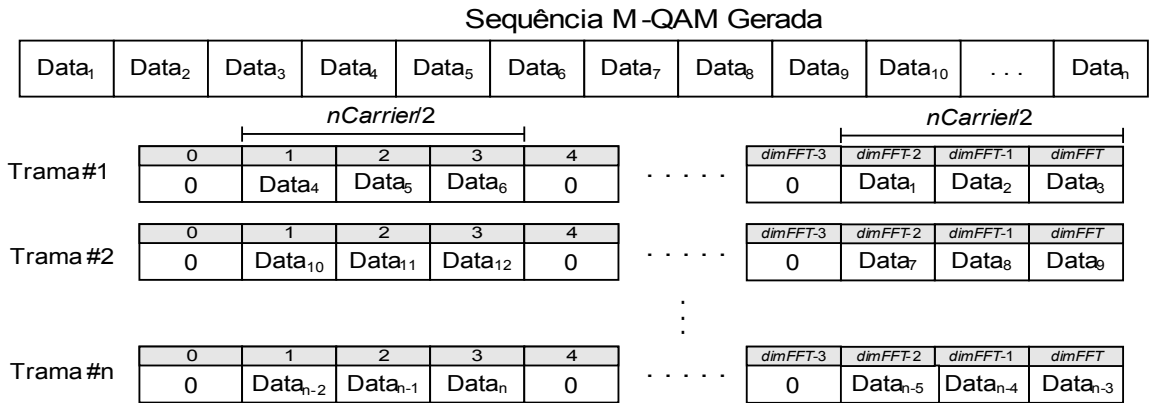 Sequência M-QAM Gerada
Data₁ Data₂ Data₃ Data₄ Data₅ Data₆ Data₇ Data₈ Data₉ Data₁₀ . . . Dataₙ
nCarrier/2 nCarrier/2
Trama#1
0 1 2 3 4 dimFFT-3 dimFFT-2 dimFFT-1 dimFFT
0 Data₄ Data₅ Data₆ 0 . . . . . 0 Data₁ Data₂ Data₃
Trama#2
0 1 2 3 4 dimFFT-3 dimFFT-2 dimFFT-1 dimFFT
0 Data₁₀ Data₁₁ Data₁₂ 0 . . . . . 0 Data₇ Data₈ Data₉
Trama#n
0 1 2 3 4 dimFFT-3 dimFFT-2 dimFFT-1 dimFFT
0 Dataₙ₋₂ Dataₙ₋₁ Dataₙ 0 . . . . . 0 Dataₙ₋₅ Dataₙ₋₄ Dataₙ₋₃